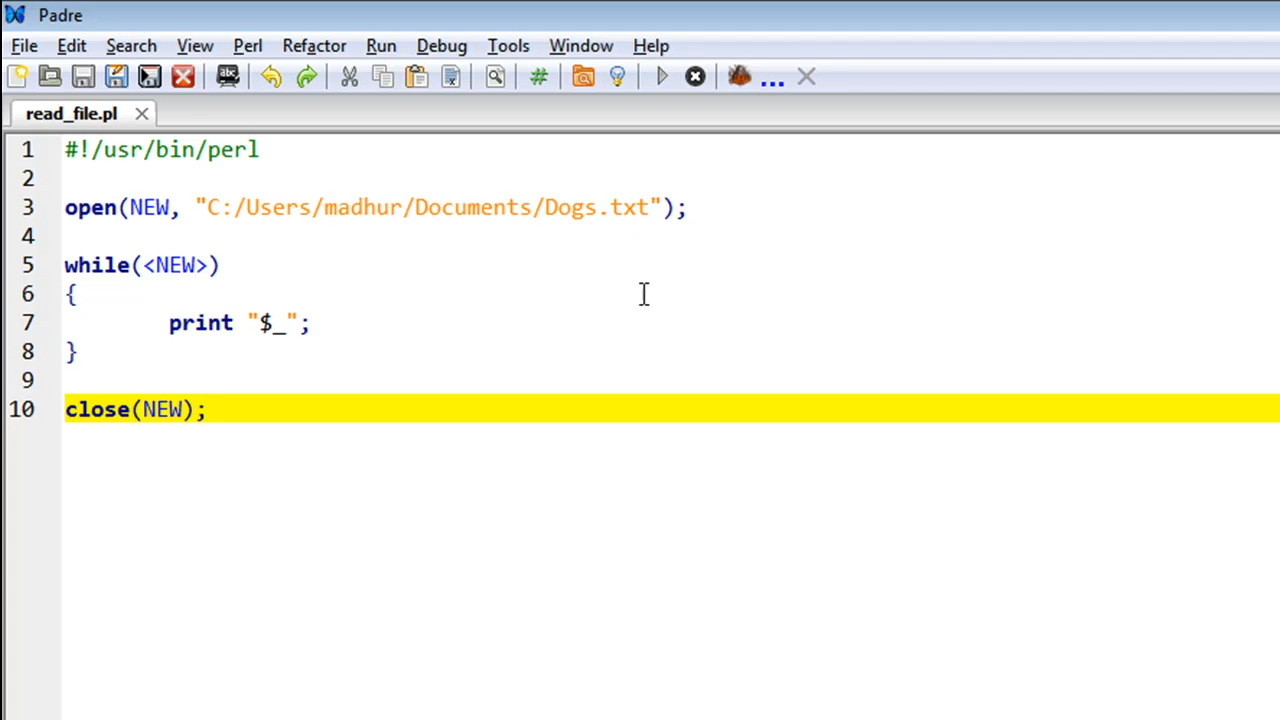 Padre
File Edit Search View Perl Refactor Run Debug Tools Window Help
abc # ...
read_file.pl
1 #!/usr/bin/perl
2
3 open(NEW, "C:/Users/madhur/Documents/Dogs.txt");
4
5 while(<NEW>)
6 {
7 print "$_";
8 }
9
10 close(NEW);